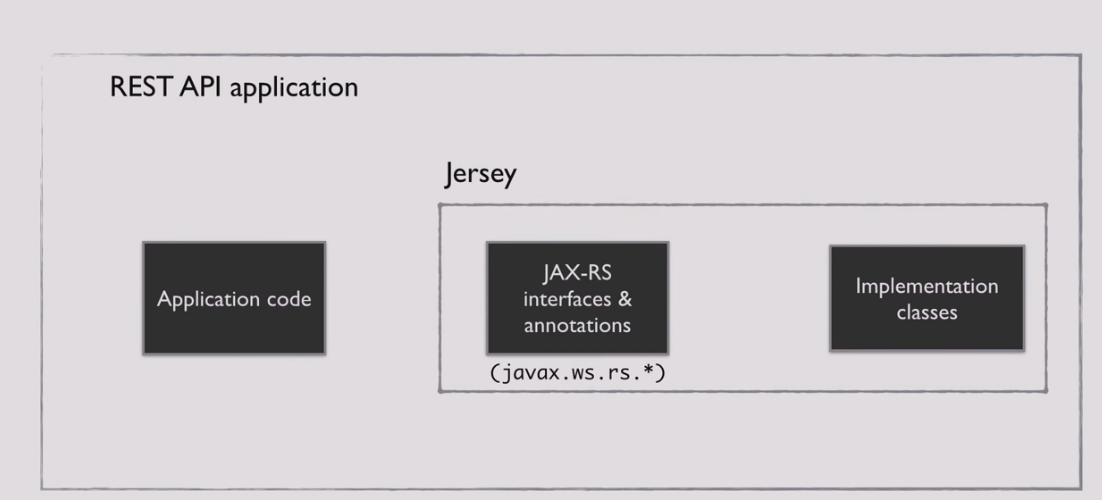 REST API application
Jersey
Application code
JAX-RS
interfaces &
annotations
(javax.ws.rs.*)
Implementation
classes